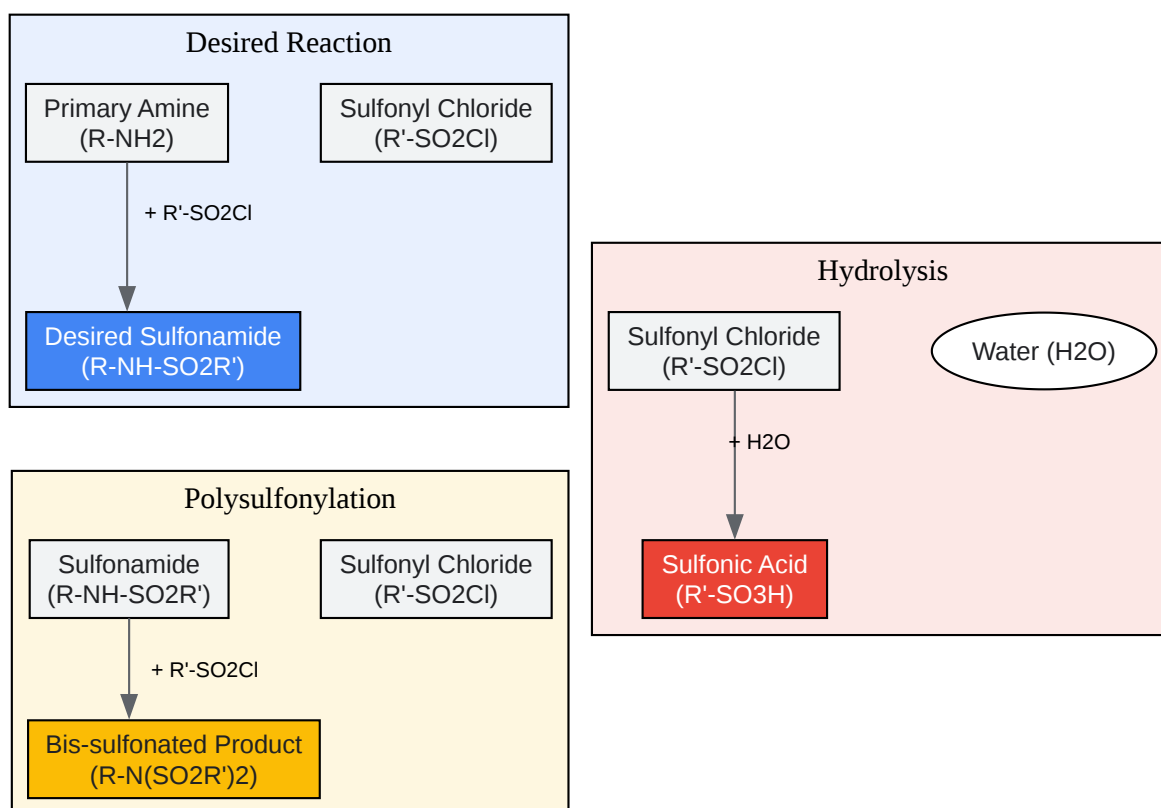 Desired Reaction
Primary Amine
(R-NH2)
Sulfonyl Chloride
(R'-SO2Cl)
+ R'-SO2Cl
Desired Sulfonamide
(R-NH-SO2R')
Hydrolysis
Sulfonyl Chloride
(R'-SO2Cl)
Water (H2O)
+ H2O
Sulfonic Acid
(R'-SO3H)
Polysulfonylation
Sulfonamide
(R-NH-SO2R')
Sulfonyl Chloride
(R'-SO2Cl)
+ R'-SO2Cl
Bis-sulfonated Product
(R-N(SO2R')2)